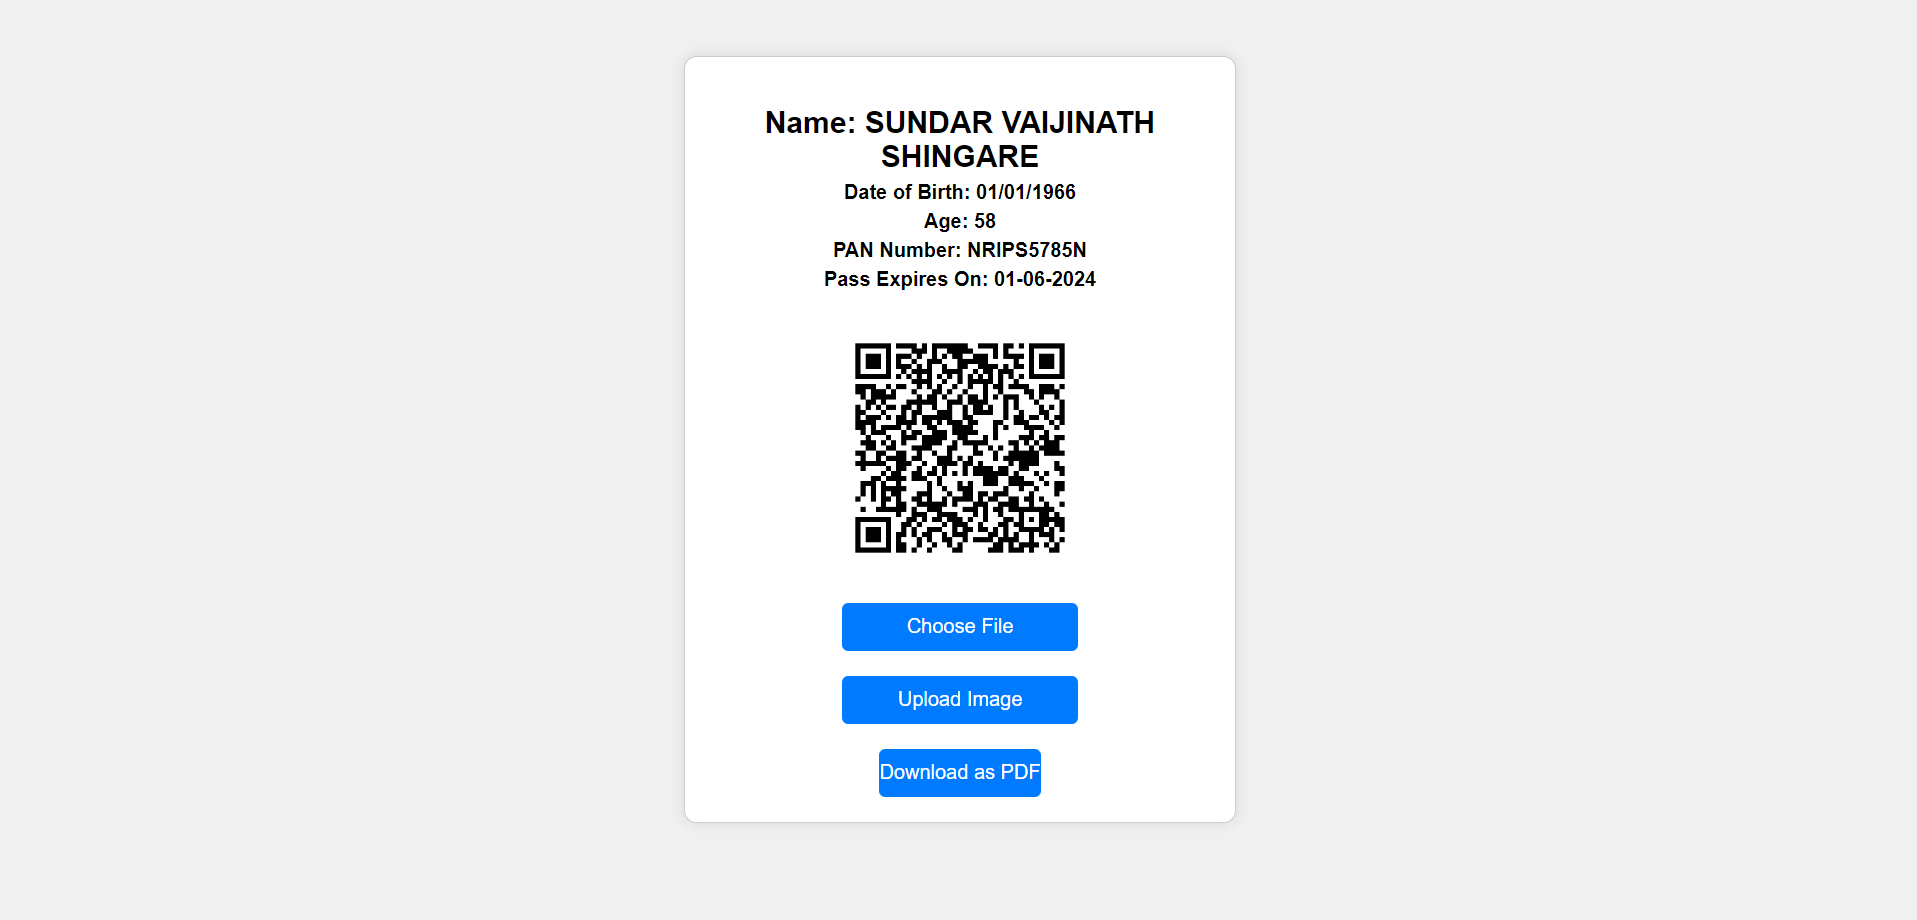 Name: SUNDAR VAIJINATH
SHINGARE
Date of Birth: 01/01/1966
Age: 58
PAN Number: NRIPS5785N
Pass Expires On: 01-06-2024
Choose File
Upload Image
Download as PDF